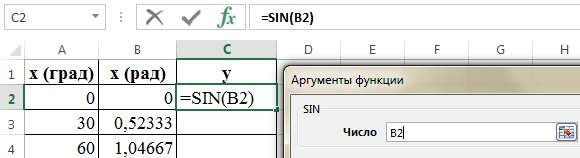 C2 =SIN(B2)
A B C D E F G H
1 x (град) x (рад) y
2 0 0 =SIN(B2)
3 30 0,52333
4 60 1,04667
Аргументы функции
SIN
Число B2